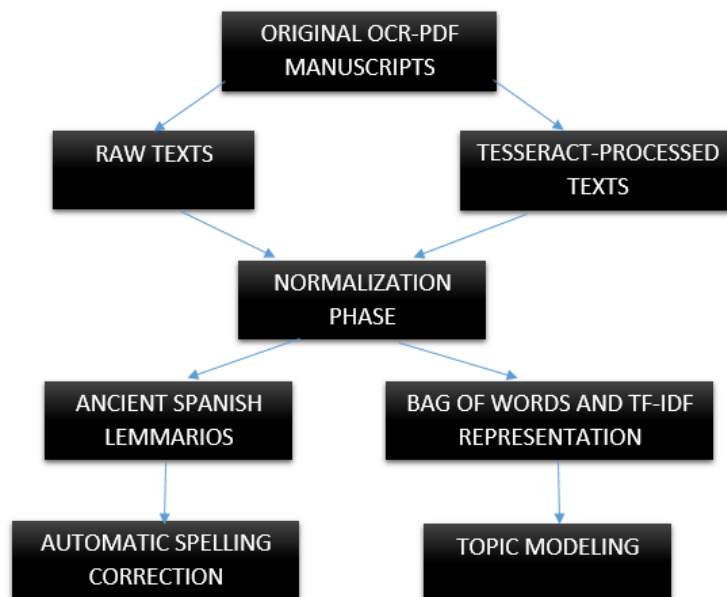 ORIGINAL OCR-PDF
MANUSCRIPTS
RAW TEXTS
TESSERACT-PROCESSED
TEXTS
NORMALIZATION
PHASE
ANCIENT SPANISH
LEMMARIOS
BAG OF WORDS AND TF-IDF
REPRESENTATION
AUTOMATIC SPELLING
CORRECTION
TOPIC MODELING